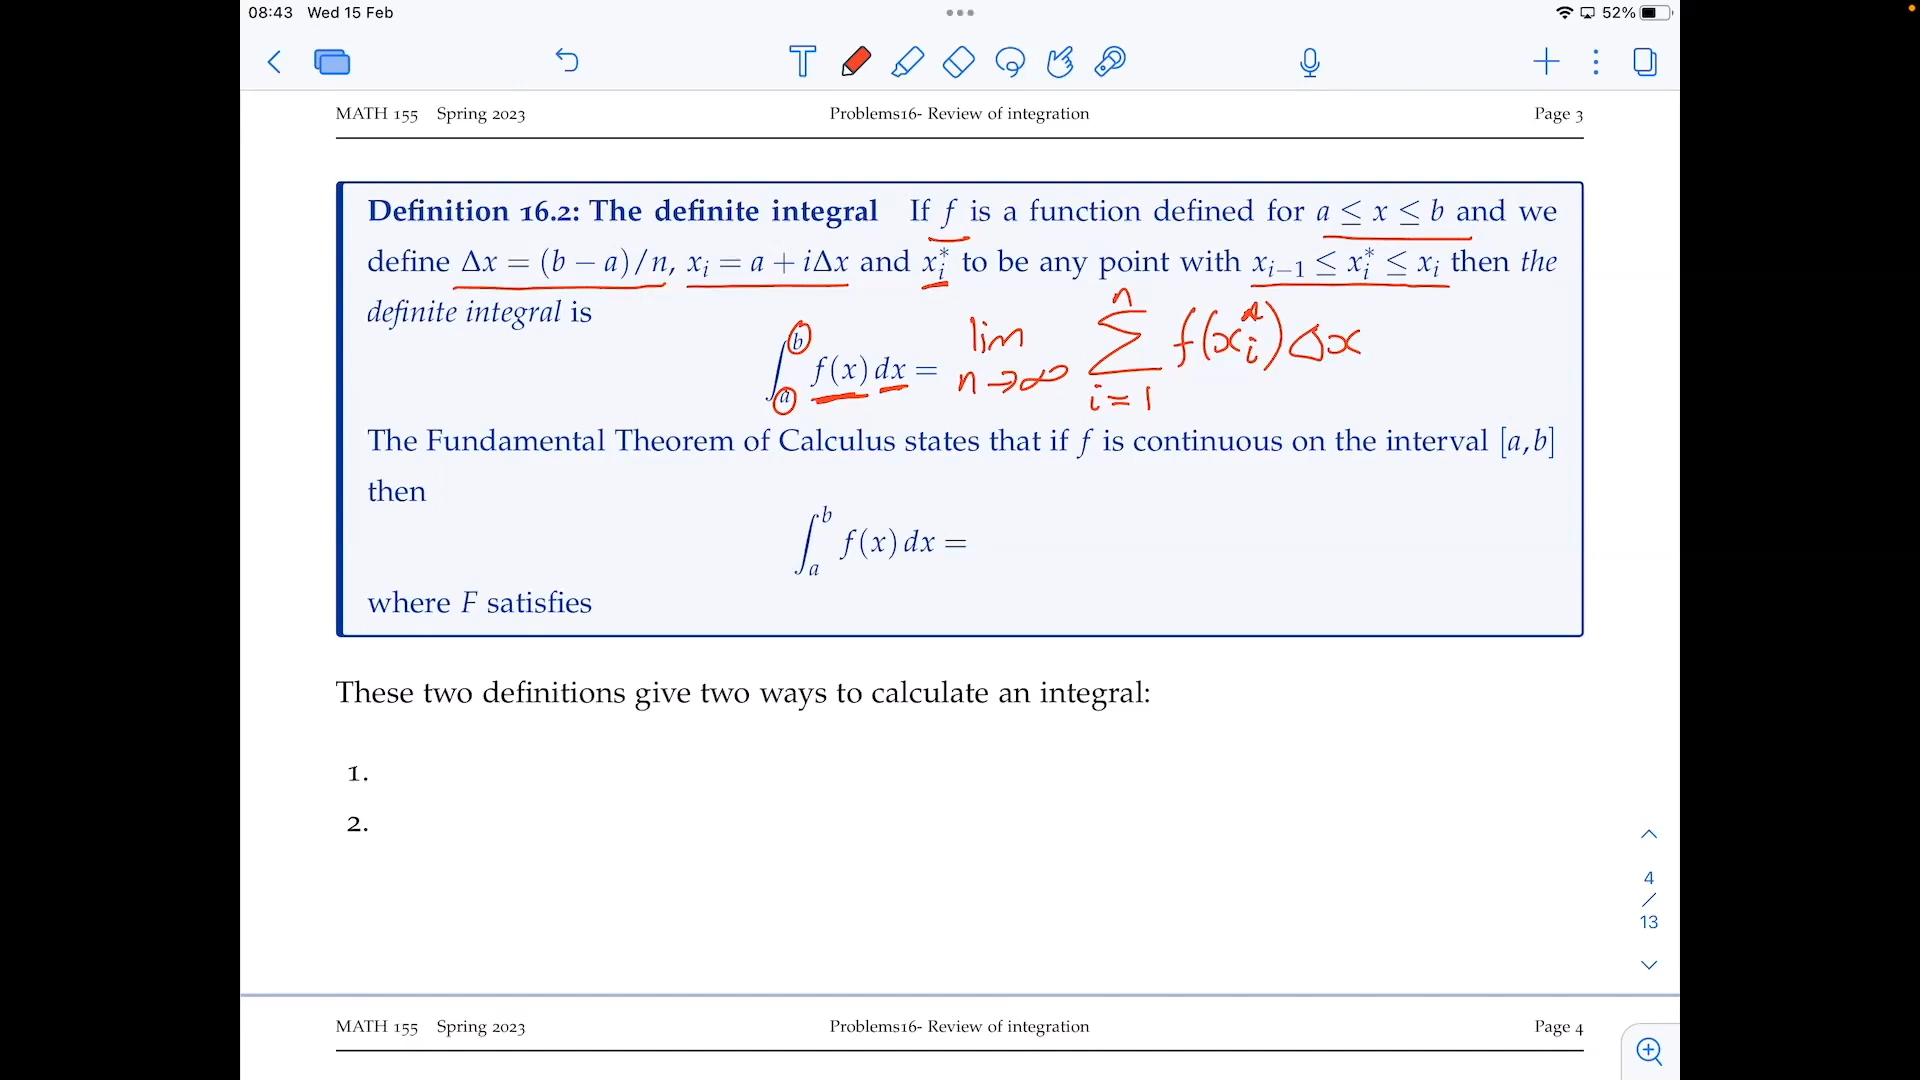 08:43 Wed 15 Feb 52%
T
MATH 155 Spring 2023 Problems16- Review of integration Page 3
Definition 16.2: The definite integral If f is a function defined for a ≤ x ≤ b and we
define Δx = (b − a)/n, xᵢ = a + iΔx and xᵢ* to be any point with xᵢ₋₁ ≤ xᵢ* ≤ xᵢ then the
definite integral is
∫ₐᵇ f(x) dx = lim n→∞ ∑ i=1 n f(xᵢ*)Δx
The Fundamental Theorem of Calculus states that if f is continuous on the interval [a, b]
then
∫ₐᵇ f(x) dx =
where F satisfies
These two definitions give two ways to calculate an integral:
1.
2.
4
/
13
MATH 155 Spring 2023 Problems16- Review of integration Page 4